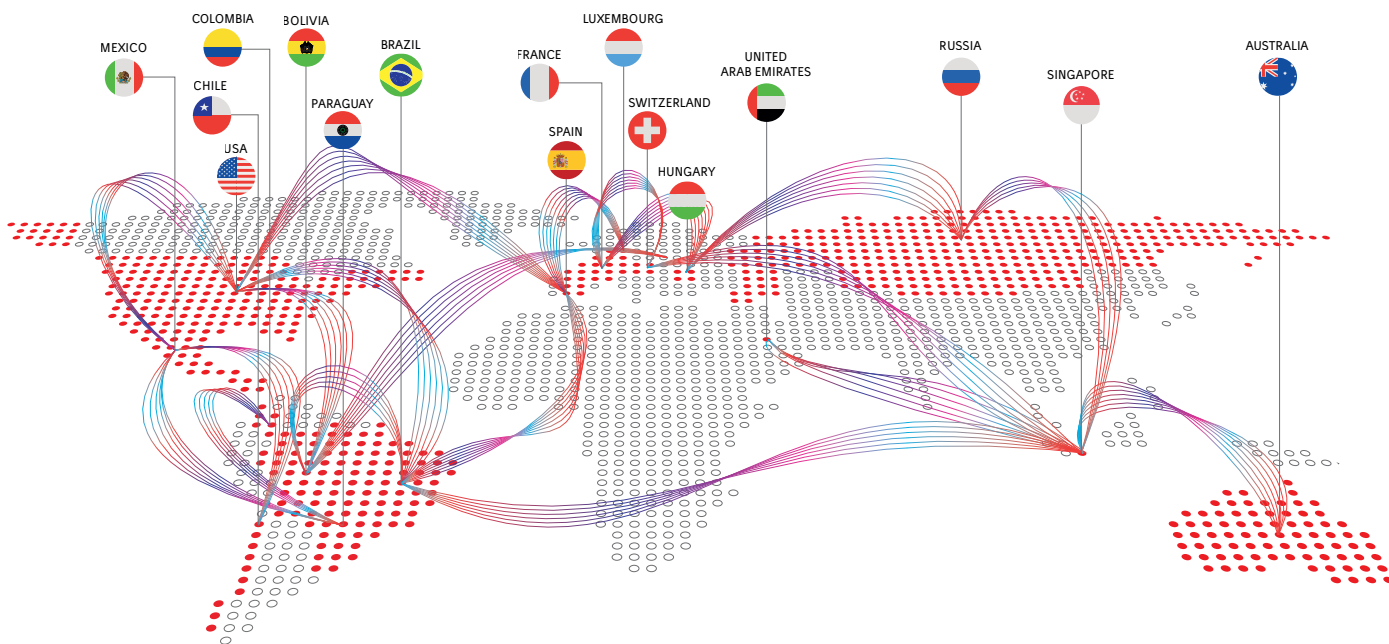 COLOMBIA
BOLIVIA
MEXICO
BRAZIL
CHILE
PARAGUAY
USA
LUXEMBOURG
FRANCE
UNITED
ARAB EMIRATES
SWITZERLAND
SPAIN
HUNGARY
RUSSIA
SINGAPORE
AUSTRALIA